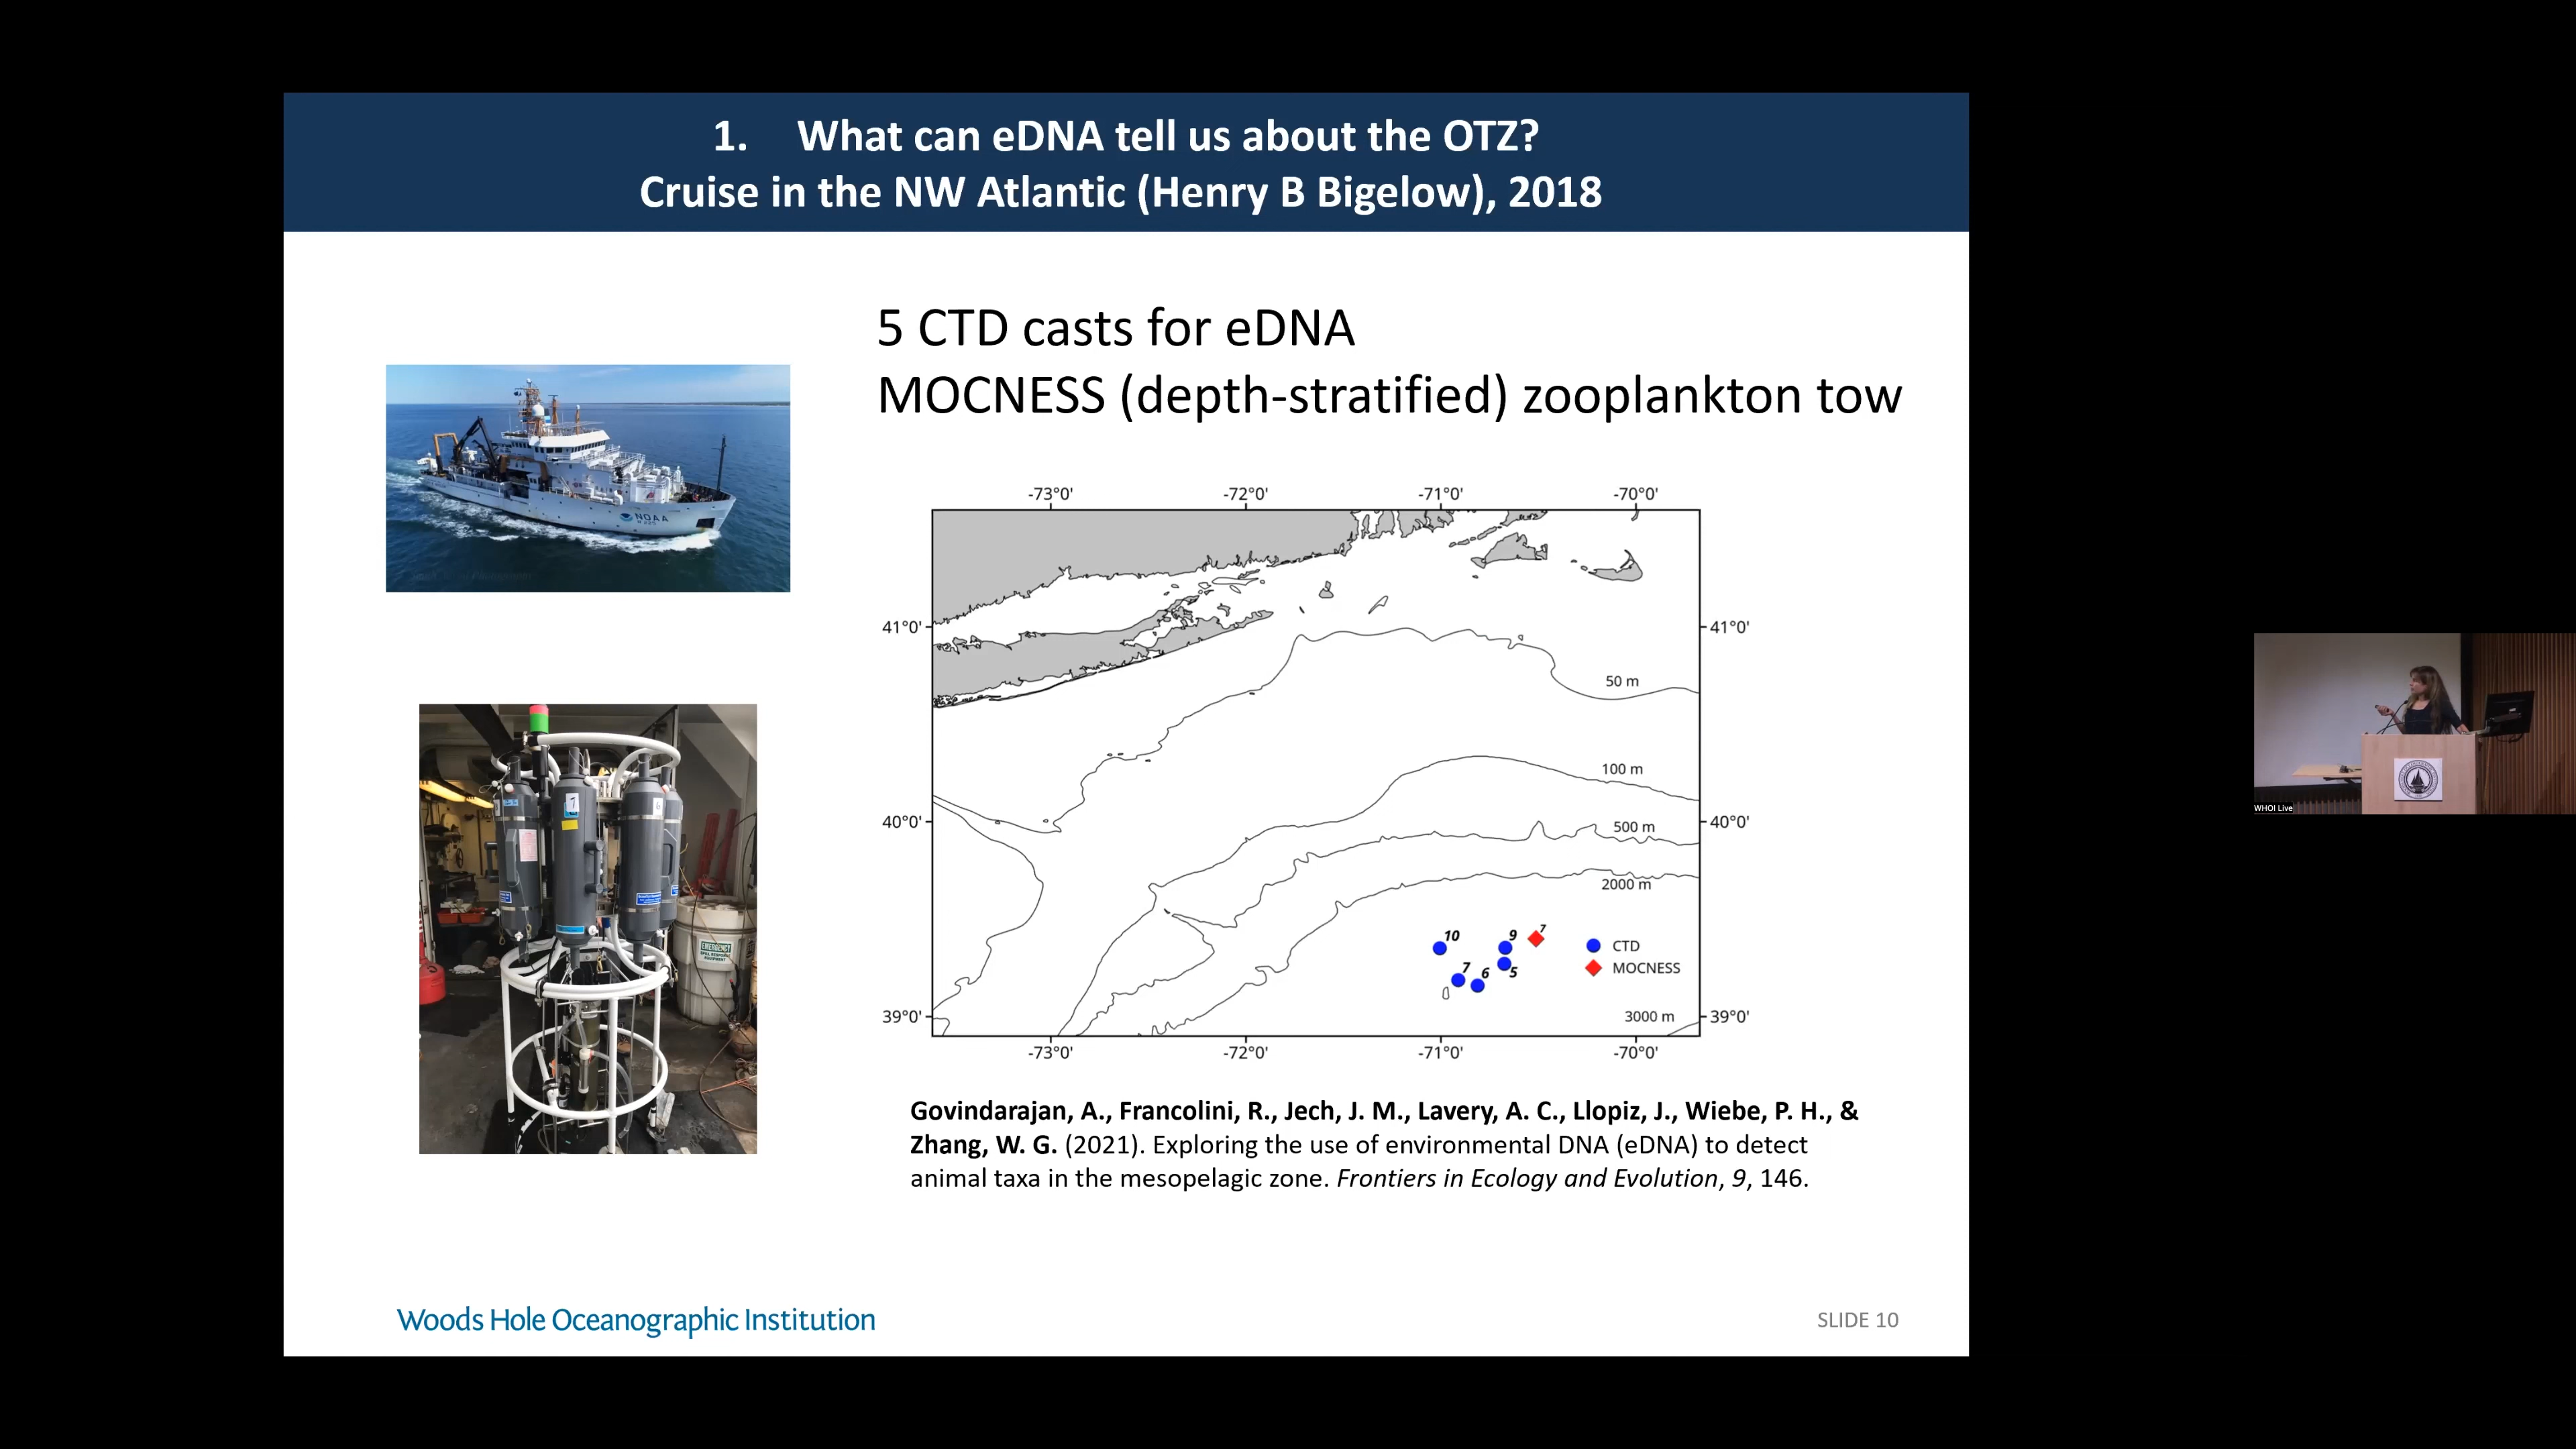 1. What can eDNA tell us about the OTZ?
Cruise in the NW Atlantic (Henry B Bigelow), 2018
5 CTD casts for eDNA
MOCNESS (depth-stratified) zooplankton tow
NOAA
-73°0' -72°0' -71°0' -70°0'
41°0' 41°0'
50 m
100 m
40°0' 40°0'
500 m
2000 m
10 9 7
CTD
7 6 5
MOCNESS
39°0' 3000 m 39°0'
-73°0' -72°0' -71°0' -70°0'
EMERGENCY
Govindarajan, A., Francolini, R., Jech, J. M., Lavery, A. C., Llopiz, J., Wiebe, P. H., &
Zhang, W. G. (2021). Exploring the use of environmental DNA (eDNA) to detect
animal taxa in the mesopelagic zone. Frontiers in Ecology and Evolution, 9, 146.
Woods Hole Oceanographic Institution
SLIDE 10
WHOI Live